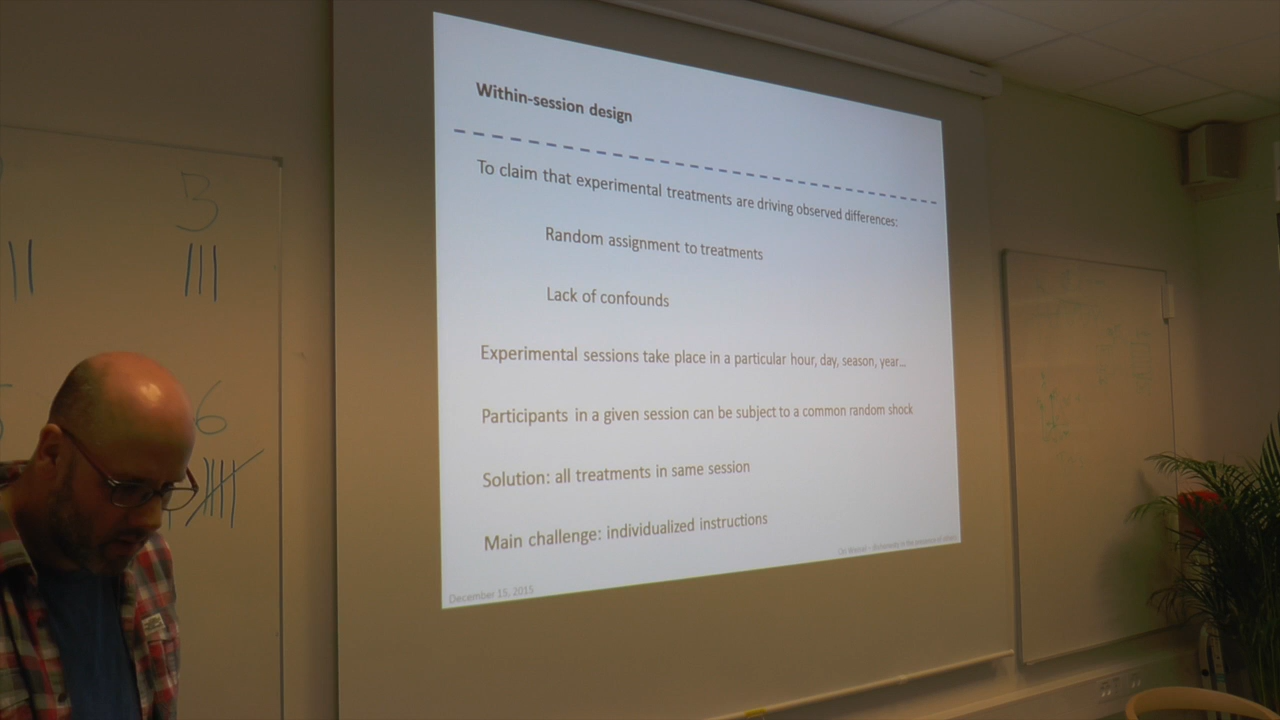 Within-session design
To claim that experimental treatments are driving observed differences:
Random assignment to treatments
Lack of confounds
Experimental sessions take place in a particular hour, day, season, year...
Participants in a given session can be subject to a common random shock
Solution: all treatments in same session
Main challenge: individualized instructions
December 15, 2015
3
6